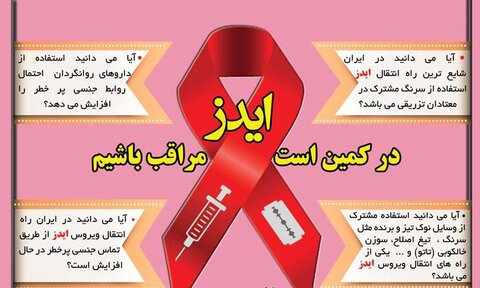 •آیا می دانید در ایران
شایع ترین راه انتقال ایدز
استفاده از سرنگ مشترک در
معتادان تزریقی می باشد؟
•آیا می دانید استفاده از
داروهای روانگردان احتمال
روابط جنسی پر خطر را
افزایش می دهد؟
ایدز
در کمین است مراقب باشیم
•آیا می دانید استفاده مشترک
از وسایل نوک تیز و برنده مثل
سرنگ ، تیغ اصلاح، سوزن
خالکوبی (تاتو) و ... یکی از
راه های انتقال ویروس ایدز می
باشد؟
•آیا می دانید در ایران راه
انتقال ویروس ایدز از طریق
تماس جنسی پرخطر در حال
افزایش است؟